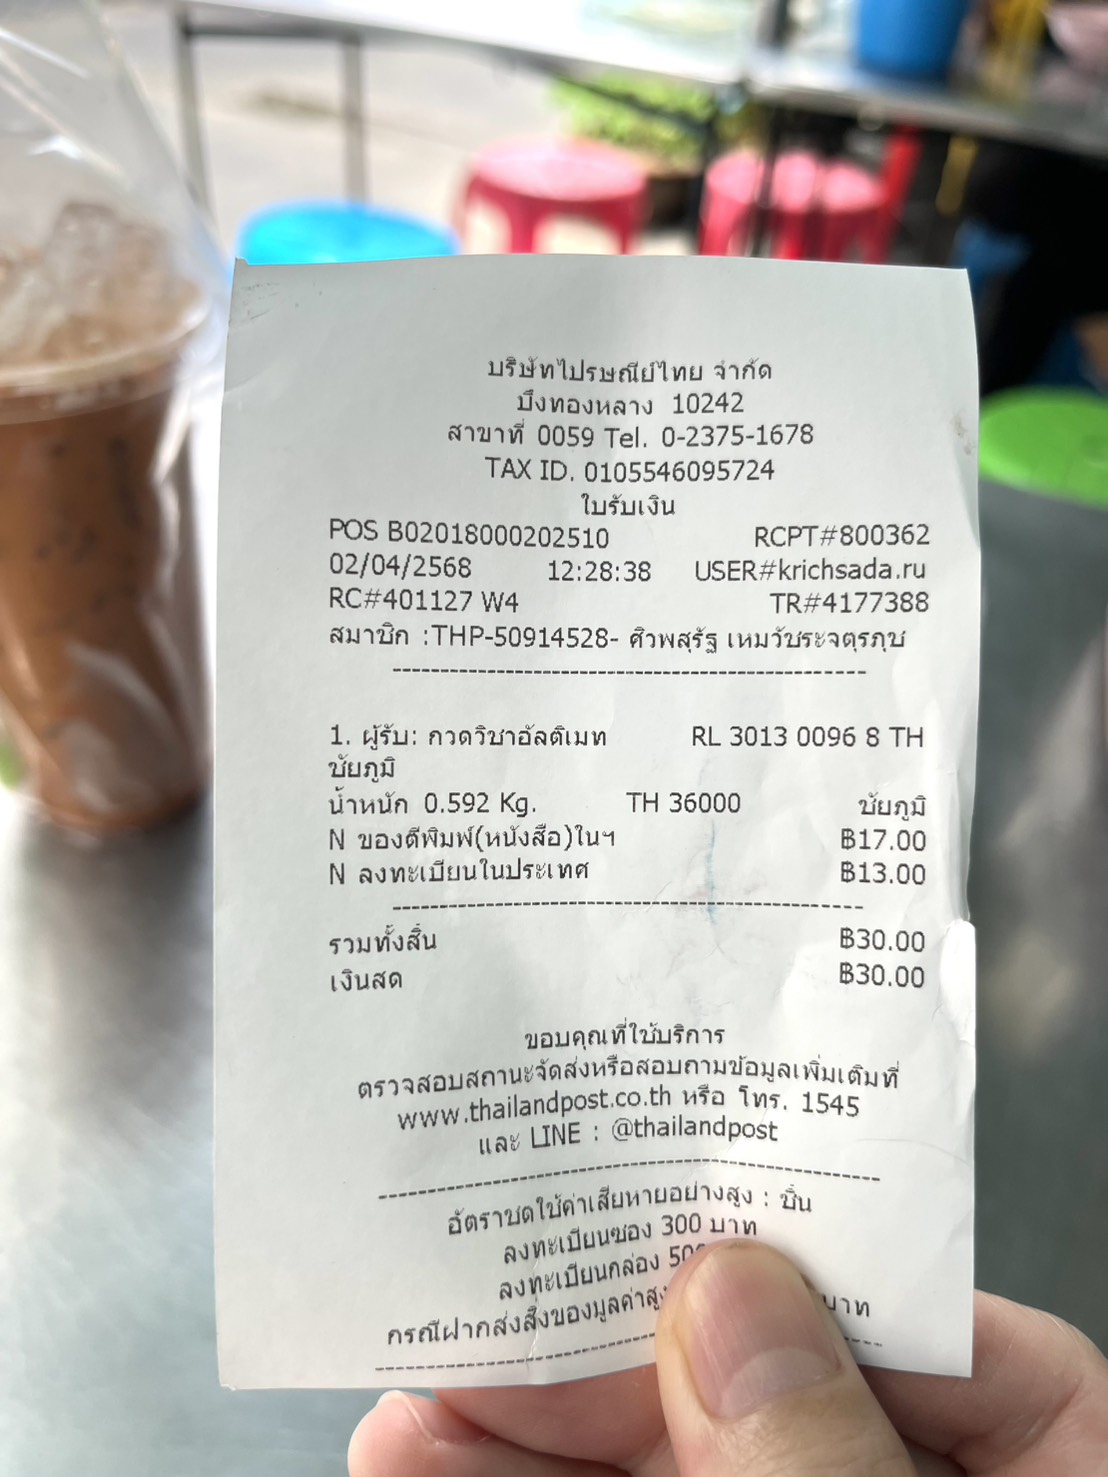 บริษัทไปรษณีย์ไทย จำกัด
บึงทองหลาง 10242
สาขาที่ 0059 Tel. 0-2375-1678
TAX ID. 0105546095724
ใบรับเงิน
POS B02018000202510 RCPT#800362
02/04/2568 12:28:38 USER#krichsada.ru
RC#401127 W4 TR#4177388
สมาชิก :THP-50914528- ศิวพสุรัฐ เหมวัชระจตุรภุช
1. ผู้รับ: กวดวิชาอัลติเมท RL 3013 0096 8 TH
ชัยภูมิ
น้ำหนัก 0.592 Kg. TH 36000 ชัยภูมิ
N ของตีพิมพ์(หนังสือ)ในฯ ฿17.00
N ลงทะเบียนในประเทศ ฿13.00
รวมทั้งสิ้น ฿30.00
เงินสด ฿30.00
ขอบคุณที่ใช้บริการ
ตรวจสอบสถานะจัดส่งหรือสอบถามข้อมูลเพิ่มเติมที่
www.thailandpost.co.th หรือ โทร. 1545
และ LINE : @thailandpost
อัตราชดใช้ค่าเสียหายอย่างสูง : ชิ้น
ลงทะเบียนซอง 300 บาท
ลงทะเบียนกล่อง
กรณีฝากส่งสิ่งของมูลค่าสูง บาท